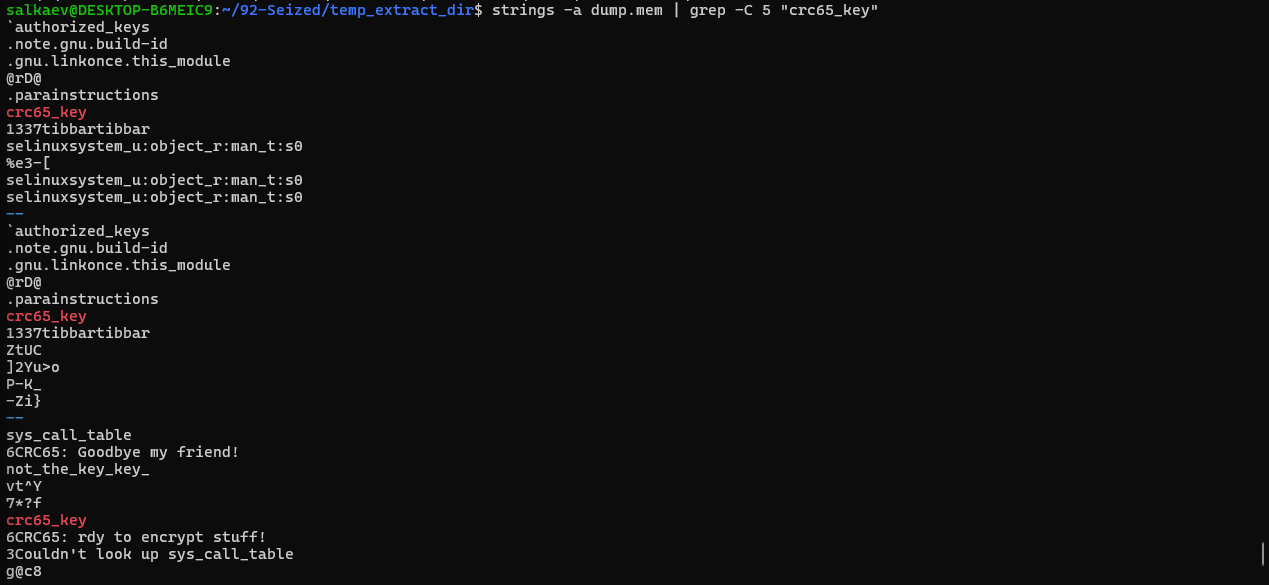 salkaev@DESKTOP-B6MEIC9:~/92-Seized/temp_extract_dir$ strings -a dump.mem | grep -C 5 "crc65_key"
`authorized_keys
.note.gnu.build-id
.gnu.linkonce.this_module
@rD@
.parainstructions
crc65_key
1337tibbartibbar
selinuxsystem_u:object_r:man_t:s0
%e3-[
selinuxsystem_u:object_r:man_t:s0
selinuxsystem_u:object_r:man_t:s0
--
`authorized_keys
.note.gnu.build-id
.gnu.linkonce.this_module
@rD@
.parainstructions
crc65_key
1337tibbartibbar
ZtUC
]2Yu>o
P-K_
-Zi}
--
sys_call_table
6CRC65: Goodbye my friend!
not_the_key_key_
vt^Y
7*?f
crc65_key
6CRC65: rdy to encrypt stuff!
3Couldn't look up sys_call_table
g@c8